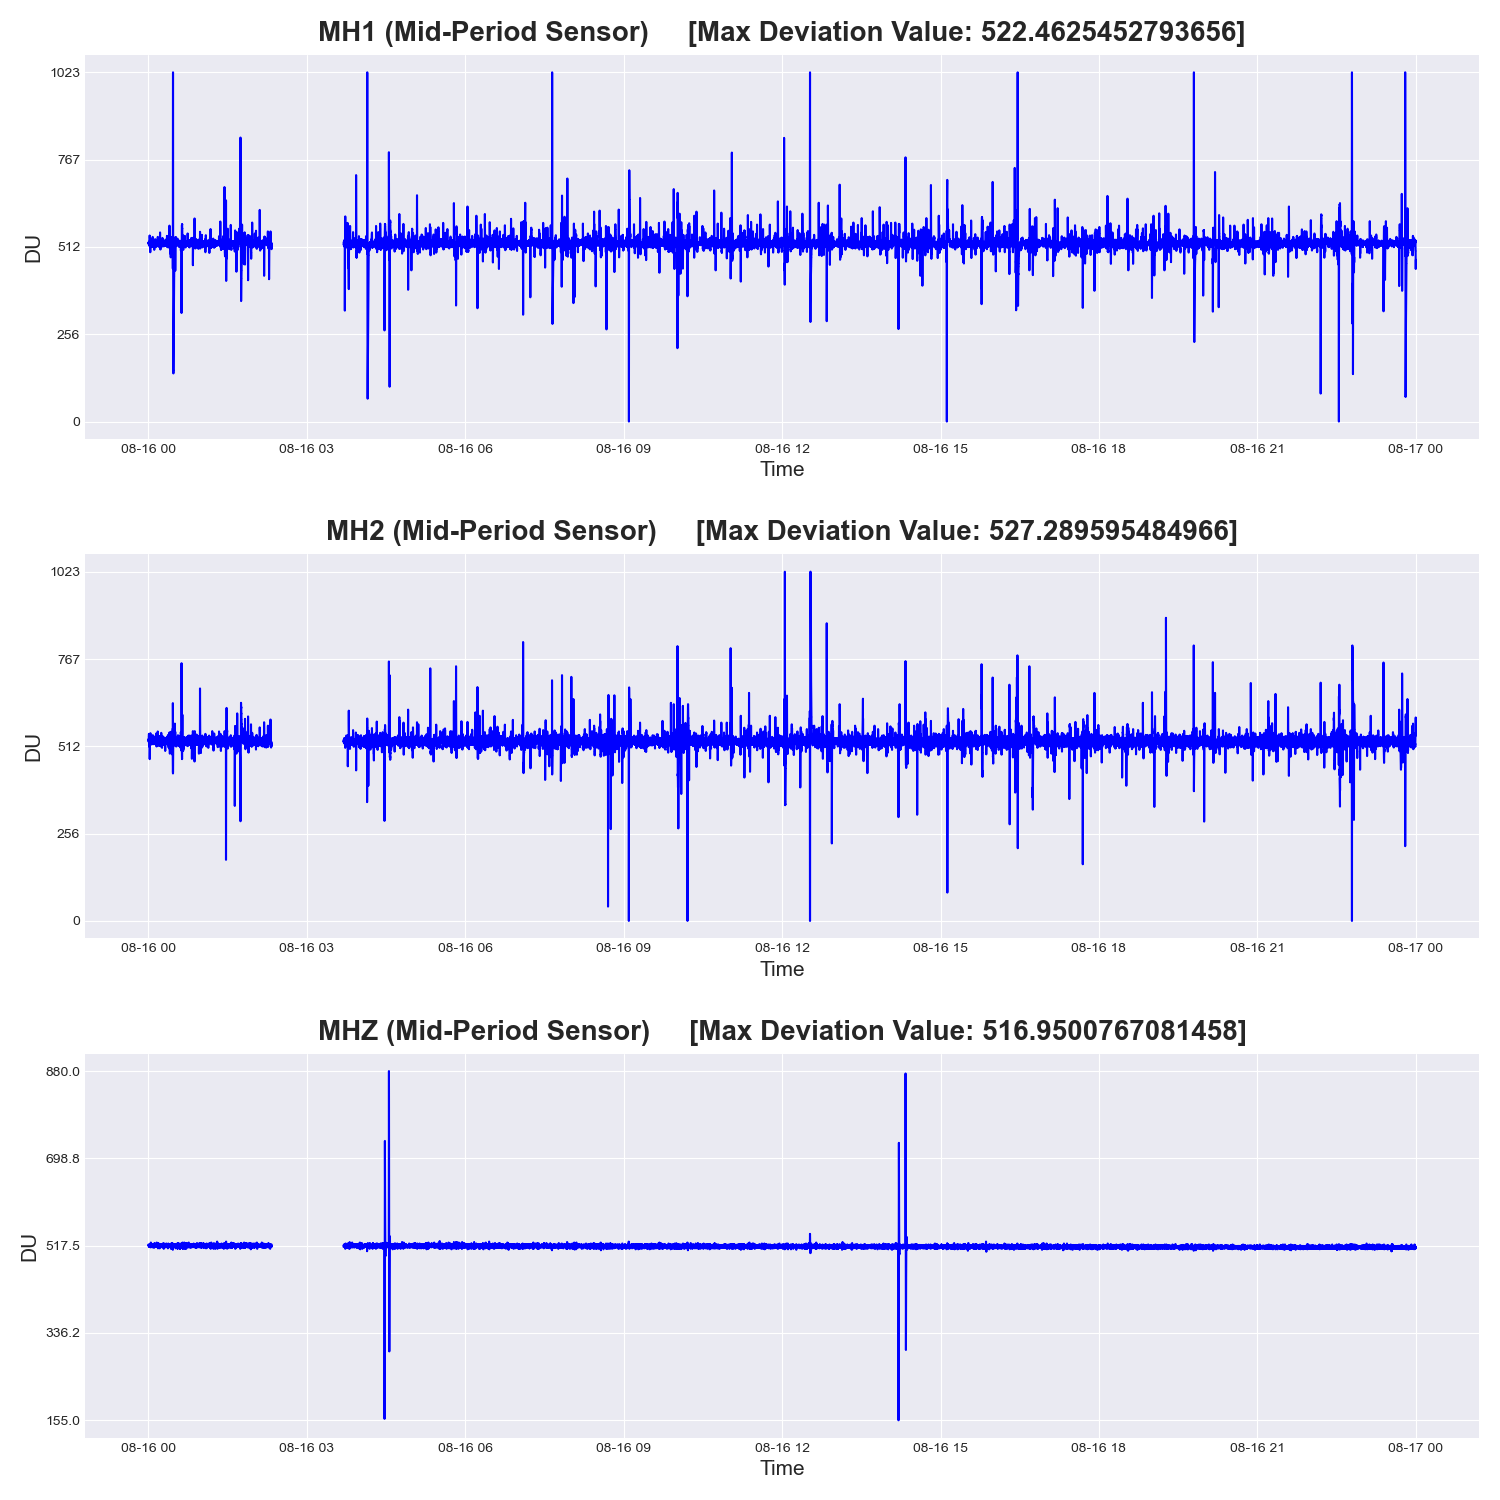 MH1 (Mid-Period Sensor) [Max Deviation Value: 522.4625452793656]
1023
767
512
256
0
DU
08-16 00 08-16 03 08-16 06 08-16 09 08-16 12 08-16 15 08-16 18 08-16 21 08-17 00
Time
MH2 (Mid-Period Sensor) [Max Deviation Value: 527.289595484966]
1023
767
512
256
0
DU
08-16 00 08-16 03 08-16 06 08-16 09 08-16 12 08-16 15 08-16 18 08-16 21 08-17 00
Time
MHZ (Mid-Period Sensor) [Max Deviation Value: 516.9500767081458]
880.0
698.8
517.5
336.2
155.0
DU
08-16 00 08-16 03 08-16 06 08-16 09 08-16 12 08-16 15 08-16 18 08-16 21 08-17 00
Time